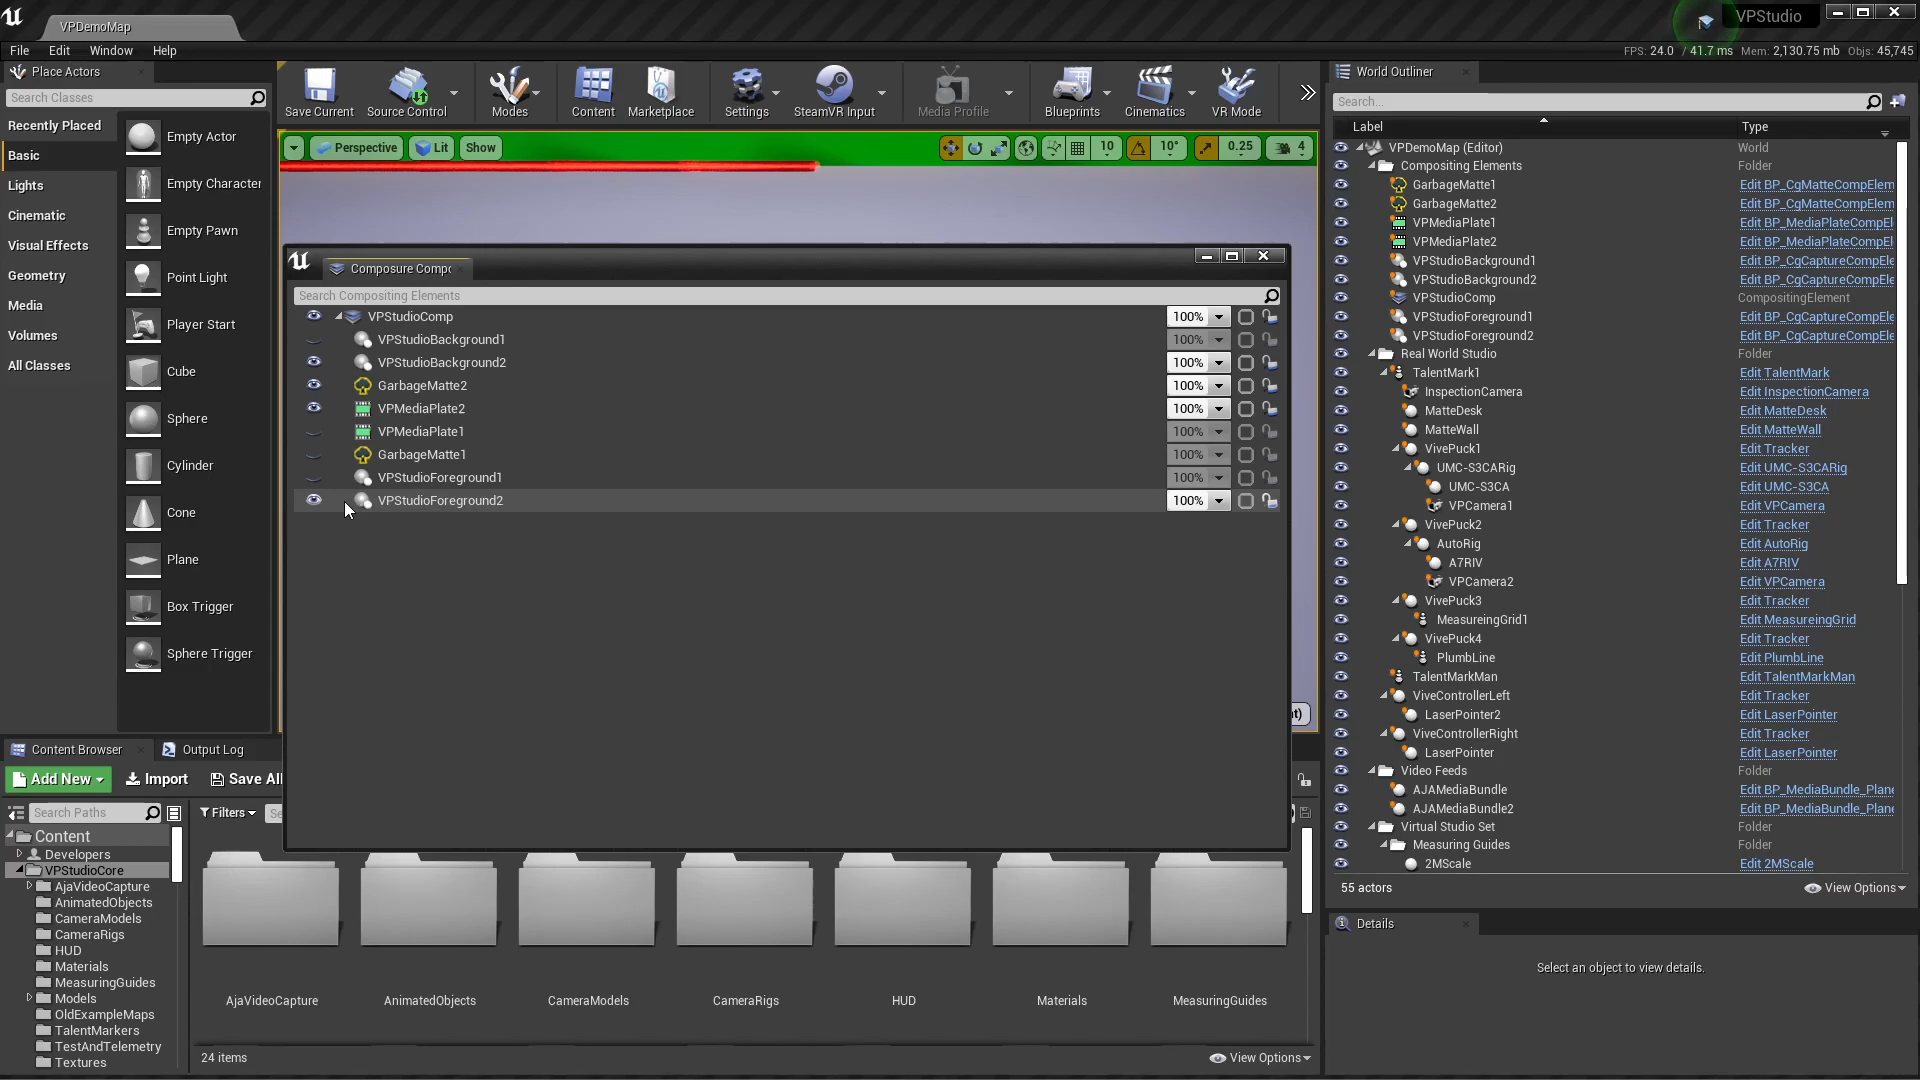 VPDemoMap
VPStudio
File Edit Window Help
FPS: 24.0 / 41.7 ms Mem: 2,130.75 mb Objs: 45,745
Place Actors
Search Classes
Recently Placed
Basic
Lights
Cinematic
Visual Effects
Geometry
Media
Volumes
All Classes
Empty Actor
Empty Character
Empty Pawn
Point Light
Player Start
Cube
Sphere
Cylinder
Cone
Plane
Box Trigger
Sphere Trigger
Save Current
Source Control
Modes
Content
Marketplace
Settings
SteamVR Input
Media Profile
Blueprints
Cinematics
VR Mode
Perspective Lit Show
10 10° 0.25 4
Search Compositing Elements
VPStudioComp 100%
VPStudioBackground1 100%
VPStudioBackground2 100%
GarbageMatte2 100%
VPMediaPlate2 100%
VPMediaPlate1 100%
GarbageMatte1 100%
VPStudioForeground1 100%
VPStudioForeground2 100%
World Outliner
Search...
Label Type
VPDemoMap (Editor) World
Compositing Elements Folder
GarbageMatte1 Edit BP_CgMatteCompElem
GarbageMatte2 Edit BP_CgMatteCompElem
VPMediaPlate1 Edit BP_MediaPlateCompEl
VPMediaPlate2 Edit BP_MediaPlateCompEl
VPStudioBackground1 Edit BP_CgCaptureCompEle
VPStudioBackground2 Edit BP_CgCaptureCompEle
VPStudioComp CompositingElement
VPStudioForeground1 Edit BP_CgCaptureCompEle
VPStudioForeground2 Edit BP_CgCaptureCompEle
Real World Studio Folder
TalentMark1 Edit TalentMark
InspectionCamera Edit InspectionCamera
MatteDesk Edit MatteDesk
MatteWall Edit MatteWall
VivePuck1 Edit Tracker
UMC-S3CARig Edit UMC-S3CARig
UMC-S3CA Edit UMC-S3CA
VPCamera1 Edit VPCamera
VivePuck2 Edit Tracker
AutoRig Edit AutoRig
A7RIV Edit A7RIV
VPCamera2 Edit VPCamera
VivePuck3 Edit Tracker
MeasureingGrid1 Edit MeasureingGrid
VivePuck4 Edit Tracker
PlumbLine Edit PlumbLine
TalentMarkMan Edit TalentMarkMan
ViveControllerLeft Edit Tracker
LaserPointer2 Edit LaserPointer
ViveControllerRight Edit Tracker
LaserPointer Edit LaserPointer
Video Feeds Folder
AJAMediaBundle Edit BP_MediaBundle_Plane
AJAMediaBundle2 Edit BP_MediaBundle_Plane
Virtual Studio Set Folder
Measuring Guides Folder
2MScale Edit 2MScale
55 actors View Options
Details
Select an object to view details.
Content Browser Output Log
Add New Import Save All
Search Paths Filters
Content
Developers
VPStudioCore
AjaVideoCapture
AnimatedObjects
CameraModels
CameraRigs
HUD
Materials
MeasuringGuides
Models
OldExampleMaps
TalentMarkers
TestAndTelemetry
Textures
AjaVideoCapture AnimatedObjects CameraModels CameraRigs HUD Materials MeasuringGuides
24 items View Options